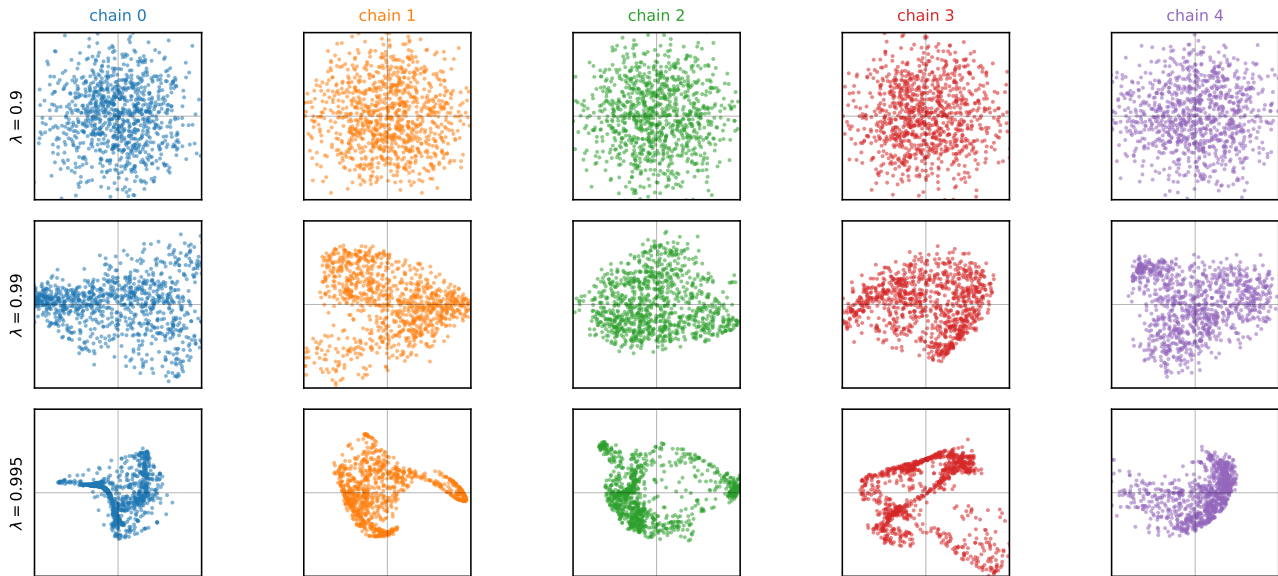 chain 0
chain 1
chain 2
chain 3
chain 4
λ = 0.9
λ = 0.99
λ = 0.995